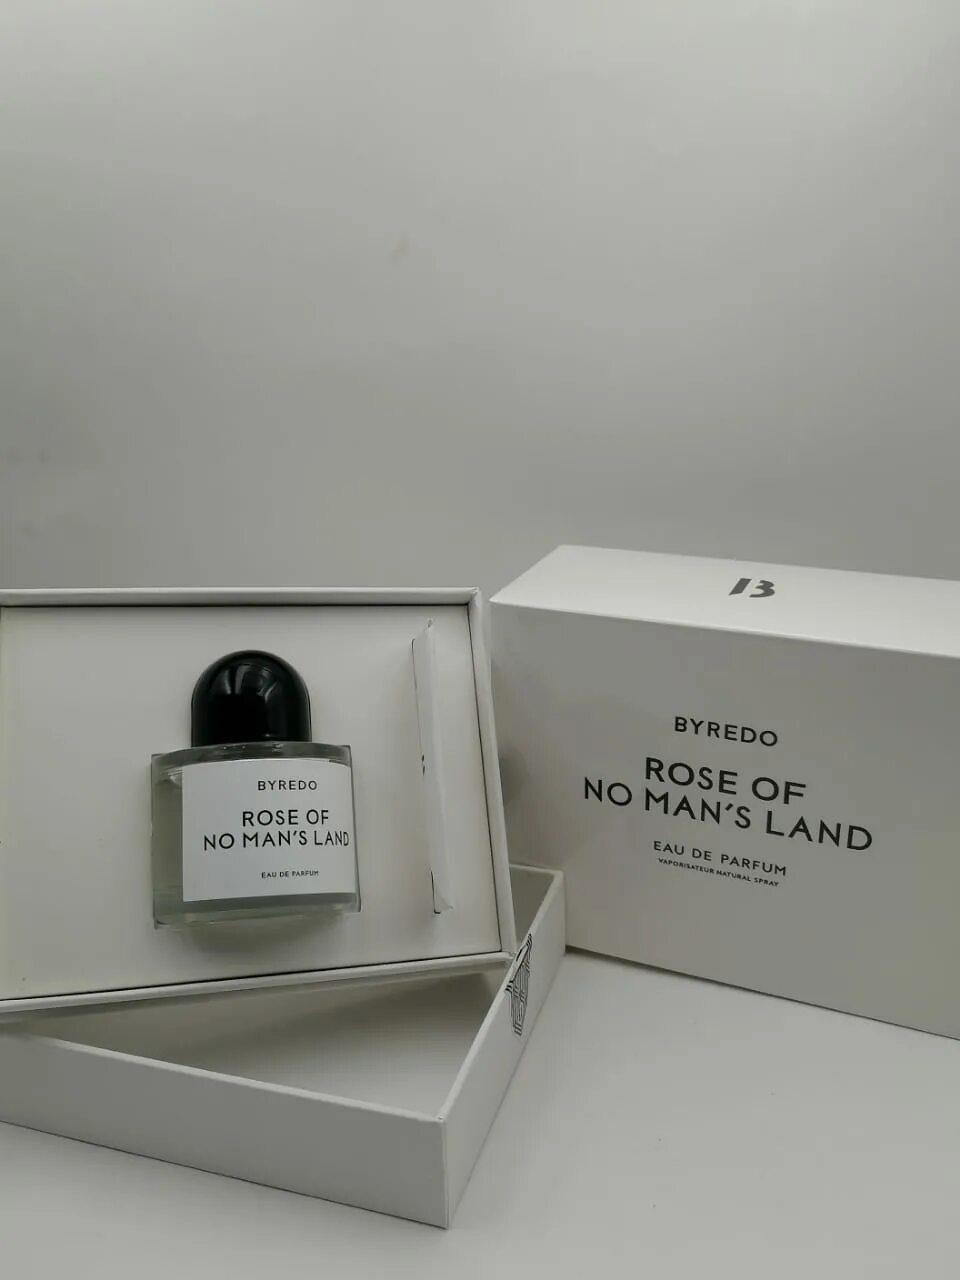 BYREDO
ROSE OF
NO MAN'S LAND
EAU DE PARFUM
B
BYREDO
ROSE OF
NO MAN'S LAND
EAU DE PARFUM
VAPORISATEUR NATURAL SPRAY